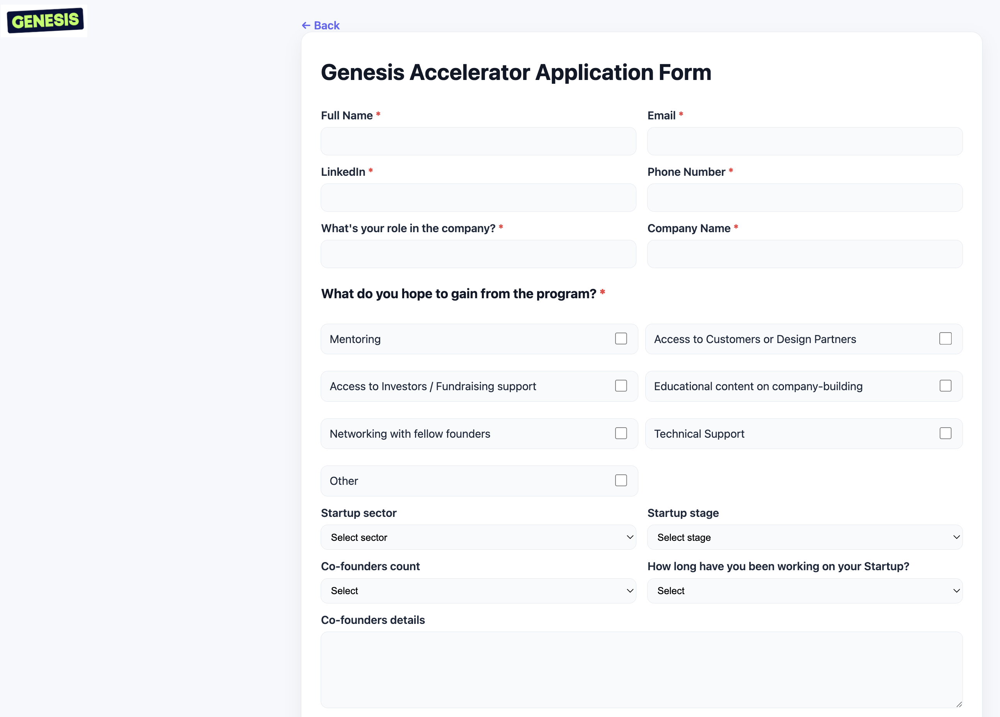 GENESIS
← Back
Genesis Accelerator Application Form
Full Name *
Email *
LinkedIn *
Phone Number *
What's your role in the company? *
Company Name *
What do you hope to gain from the program? *
Mentoring
Access to Customers or Design Partners
Access to Investors / Fundraising support
Educational content on company-building
Networking with fellow founders
Technical Support
Other
Startup sector
Startup stage
Select sector
Select stage
Co-founders count
How long have you been working on your Startup?
Select
Select
Co-founders details